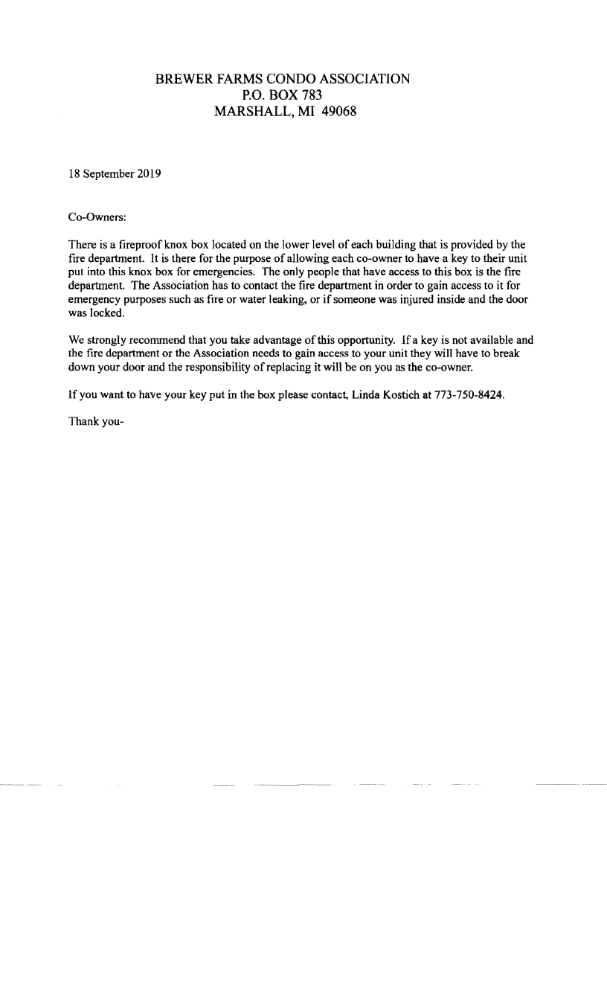 BREWER FARMS CONDO ASSOCIATION
P.O. BOX 783
MARSHALL, MI 49068
18 September 2019
Co-Owners:
There is a fireproof knox box located on the lower level of each building that is provided by the
fire department. It is there for the purpose of allowing each co-owner to have a key to their unit
put into this knox box for emergencies. The only people that have access to this box is the fire
department. The Association has to contact the fire department in order to gain access to it for
emergency purposes such as fire or water leaking, or if someone was injured inside and the door
was locked.
We strongly recommend that you take advantage of this opportunity. If a key is not available and
the fire department or the Association needs to gain access to your unit they will have to break
down your door and the responsibility of replacing it will be on you as the co-owner.
If you want to have your key put in the box please contact, Linda Kostich at 773-750-8424.
Thank you-